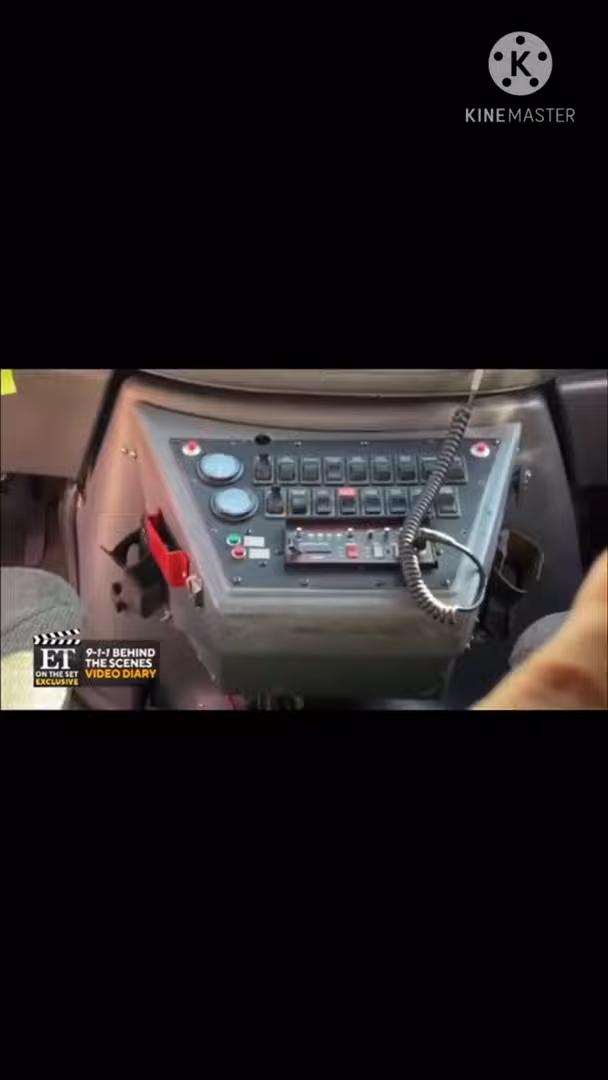 K
KINEMASTER
ET
ON THE SET
EXCLUSIVE
9-1-1 BEHIND
THE SCENES
VIDEO DIARY